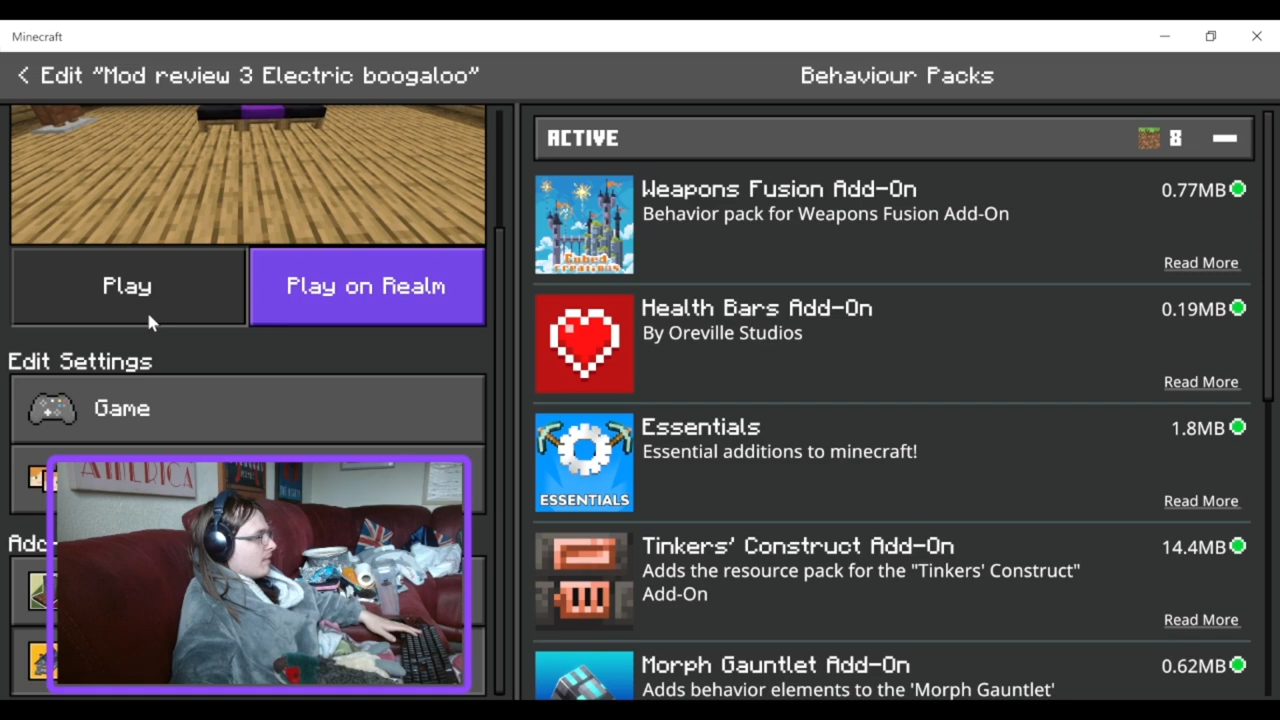 Minecraft
Edit "Mod review 3 Electric boogaloo"
Behaviour Packs
Play
Play on Realm
Edit Settings
Game
Add-
AMERICA
ACTIVE 8
Weapons Fusion Add-On 0.77MB
Behavior pack for Weapons Fusion Add-On
Read More
Cubed
creations
Health Bars Add-On 0.19MB
By Oreville Studios
Read More
Essentials 1.8MB
Essential additions to minecraft!
ESSENTIALS
Read More
Tinkers' Construct Add-On 14.4MB
Adds the resource pack for the "Tinkers' Construct"
Add-On
Read More
Morph Gauntlet Add-On 0.62MB
Adds behavior elements to the 'Morph Gauntlet'